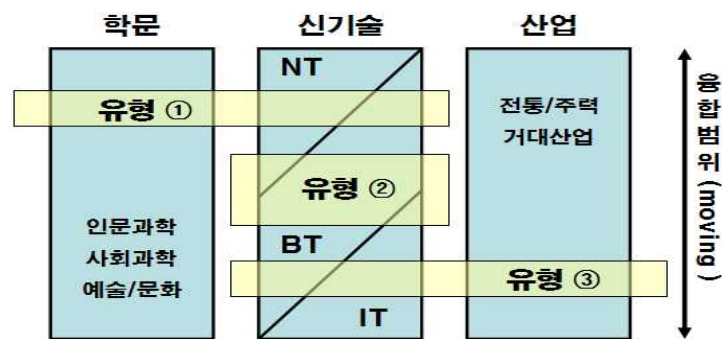 학문
신기술
산업
NT
유형 ①
전통/주력
거대산업
유형 ②
인문과학
사회과학
예술/문화
BT
유형 ③
IT
융합범위(moving)